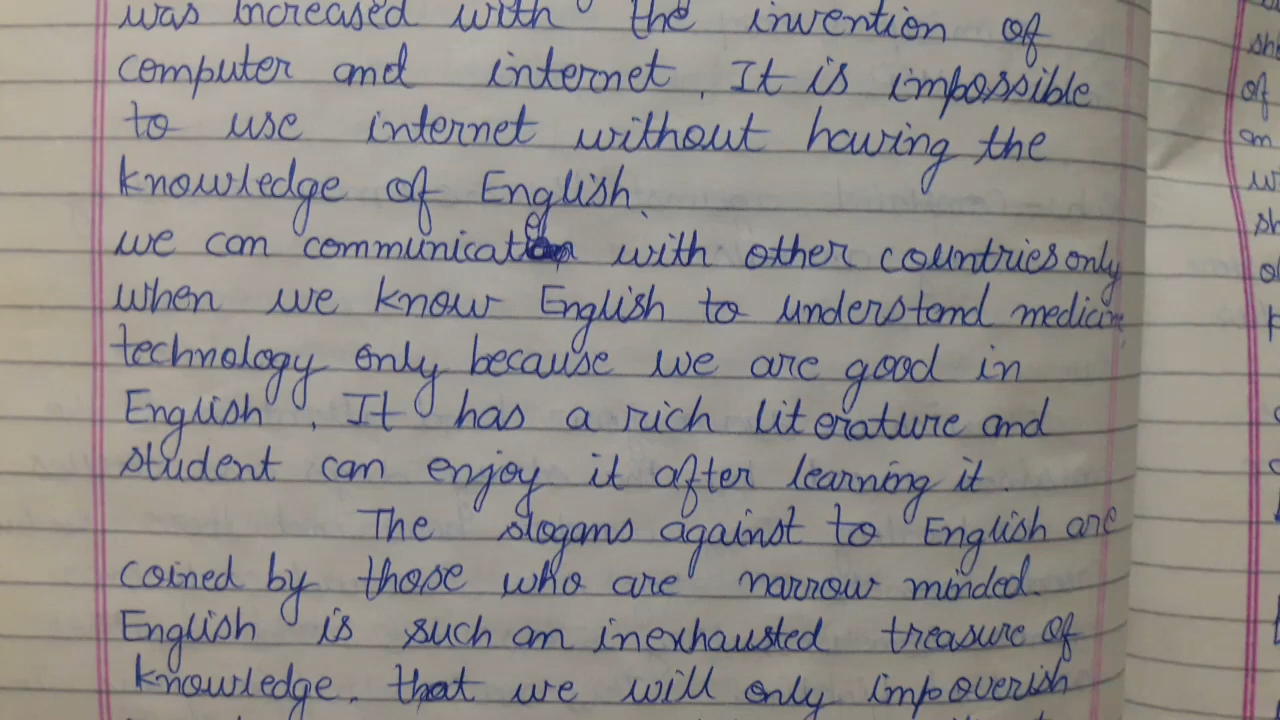 was increased with the invention of
computer and internet. It is impossible
to use internet without having the
knowledge of English.
we can communicate with other countries only
when we know English to understand
technology only because we are good in
English. It has a rich literature and
student can enjoy it after learning it.
The slogans against to English are
coined by those who are narrow minded.
English is such an inexhausted treasure of
knowledge. that we will only impoverish
sh
of
an
w
sh